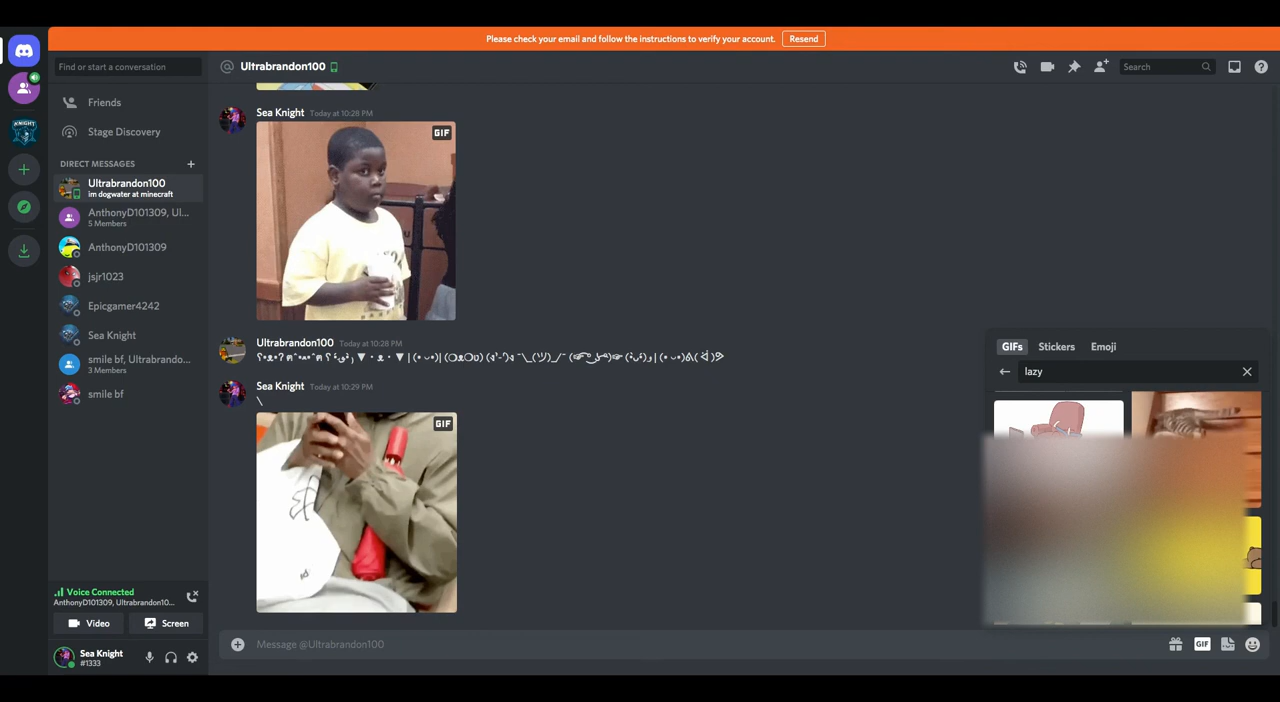 Please check your email and follow the instructions to verify your account. Resend
Find or start a conversation
@ Ultrabrandon100
Search
Friends
Stage Discovery
DIRECT MESSAGES +
Ultrabrandon100
im dogwater at minecraft
AnthonyD101309, Ul...
5 Members
AnthonyD101309
jsjr1023
Epicgamer4242
Sea Knight
smile bf, Ultrabrando...
3 Members
smile bf
Voice Connected
AnthonyD101309, Ultrabrandon10...
Video
Screen
Sea Knight
#1333
KNIGHT
Sea Knight Today at 10:28 PM
GIF
Ultrabrandon100 Today at 10:28 PM
Sea Knight Today at 10:29 PM
\
GIF
Message @Ultrabrandon100
GIF
GIFs Stickers Emoji
lazy